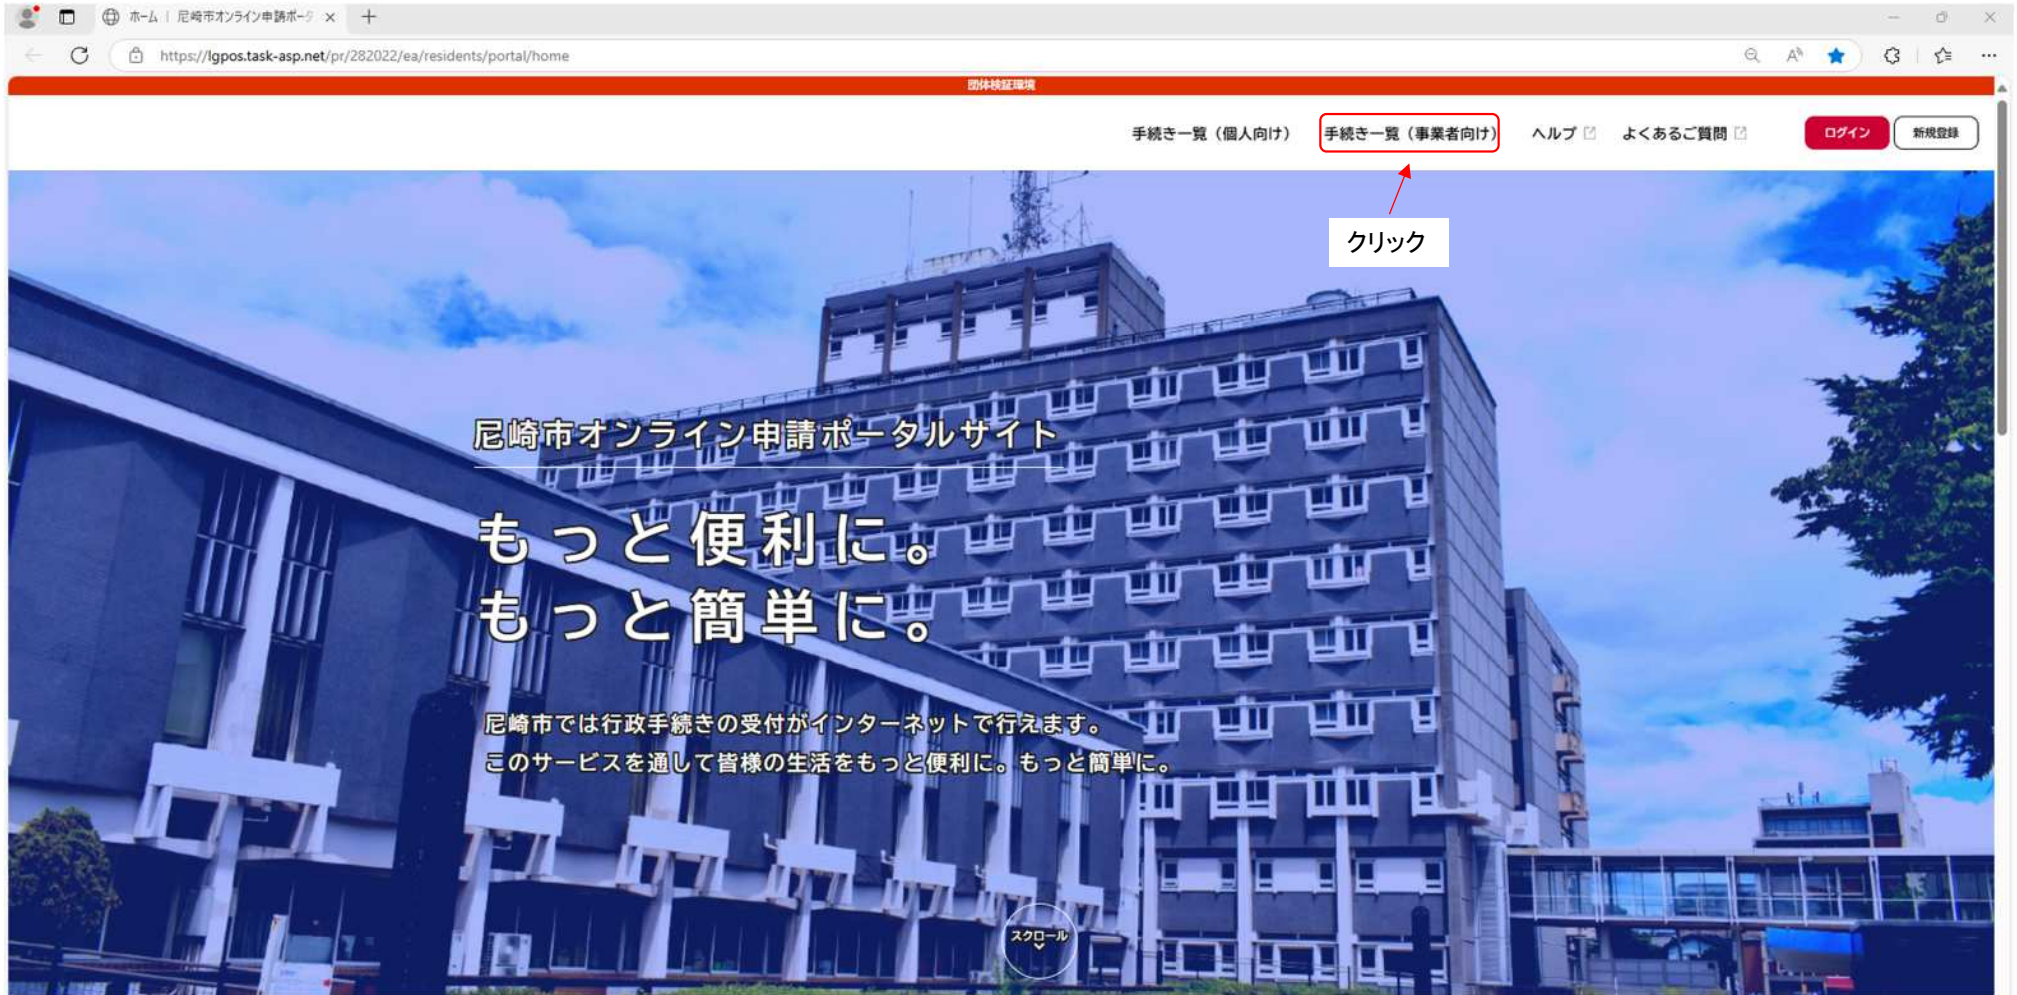 ホーム | 尼崎市オンライン申請ポータ
https://lgpos.task-asp.net/pr/282022/ea/residents/portal/home
団体検証環境
手続き一覧（個人向け） 手続き一覧（事業者向け） ヘルプ よくあるご質問 ログイン 新規登録
クリック
尼崎市オンライン申請ポータルサイト
もっと便利に。
もっと簡単に。
尼崎市では行政手続きの受付がインターネットで行えます。
このサービスを通して皆様の生活をもっと便利に。もっと簡単に。
スクロール